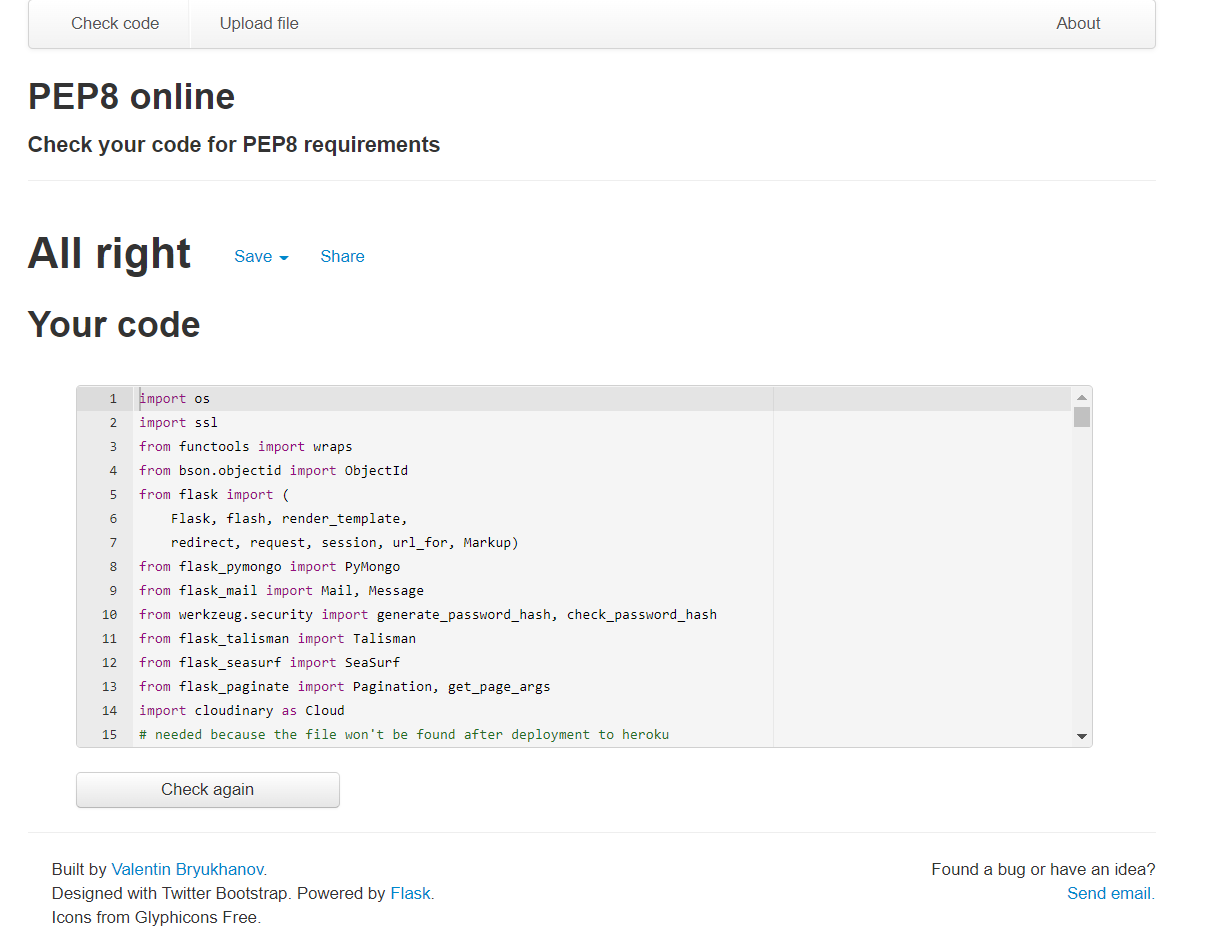 Check code Upload file About
PEP8 online
Check your code for PEP8 requirements
All right Save Share
Your code
1 import os
2 import ssl
3 from functools import wraps
4 from bson.objectid import ObjectId
5 from flask import (
6     Flask, flash, render_template,
7     redirect, request, session, url_for, Markup)
8 from flask_pymongo import PyMongo
9 from flask_mail import Mail, Message
10 from werkzeug.security import generate_password_hash, check_password_hash
11 from flask_talisman import Talisman
12 from flask_seasurf import SeaSurf
13 from flask_paginate import Pagination, get_page_args
14 import cloudinary as Cloud
15 # needed because the file won't be found after deployment to heroku
Check again
Built by Valentin Bryukhanov. Found a bug or have an idea?
Designed with Twitter Bootstrap. Powered by Flask. Send email.
Icons from Glyphicons Free.